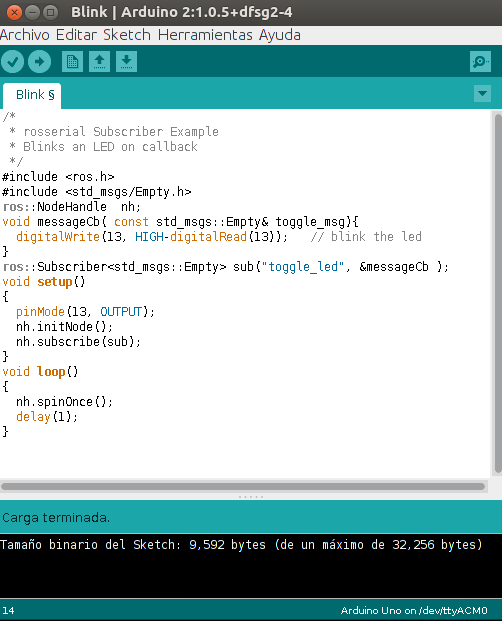 Blink | Arduino 2:1.0.5+dfsg2-4
Archivo Editar Sketch Herramientas Ayuda
Blink §
/*
 * rosserial Subscriber Example
 * Blinks an LED on callback
 */
#include <ros.h>
#include <std_msgs/Empty.h>
ros::NodeHandle  nh;
void messageCb( const std_msgs::Empty& toggle_msg){
  digitalWrite(13, HIGH-digitalRead(13));   // blink the led
}
ros::Subscriber<std_msgs::Empty> sub("toggle_led", &messageCb );
void setup()
{
  pinMode(13, OUTPUT);
  nh.initNode();
  nh.subscribe(sub);
}
void loop()
{
  nh.spinOnce();
  delay(1);
}
Carga terminada.
Tamaño binario del Sketch: 9,592 bytes (de un máximo de 32,256 bytes)
14 Arduino Uno on /dev/ttyACM0